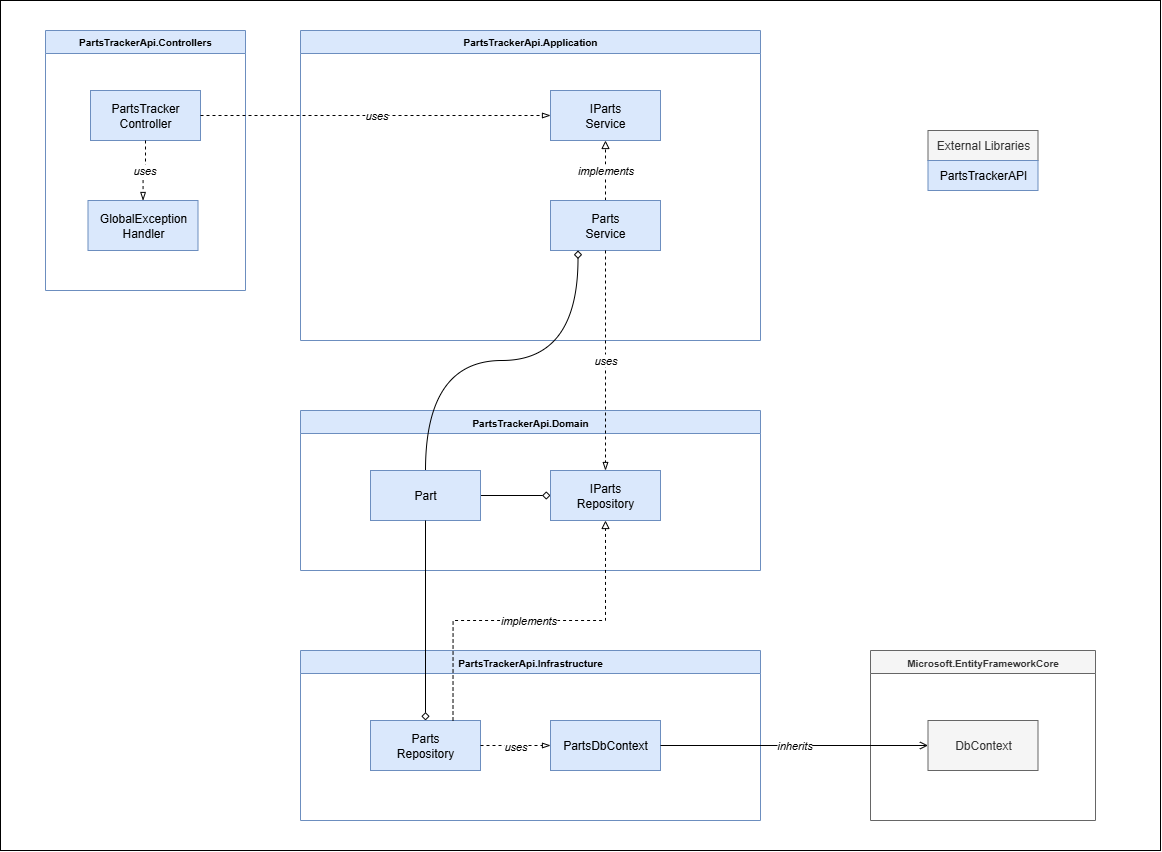 PartsTrackerApi.Controllers
PartsTracker
Controller
uses
GlobalException
Handler
uses
PartsTrackerApi.Application
IParts
Service
implements
Parts
Service
uses
External Libraries
PartsTrackerAPI
PartsTrackerApi.Domain
Part
IParts
Repository
implements
PartsTrackerApi.Infrastructure
Parts
Repository
uses
PartsDbContext
inherits
Microsoft.EntityFrameworkCore
DbContext